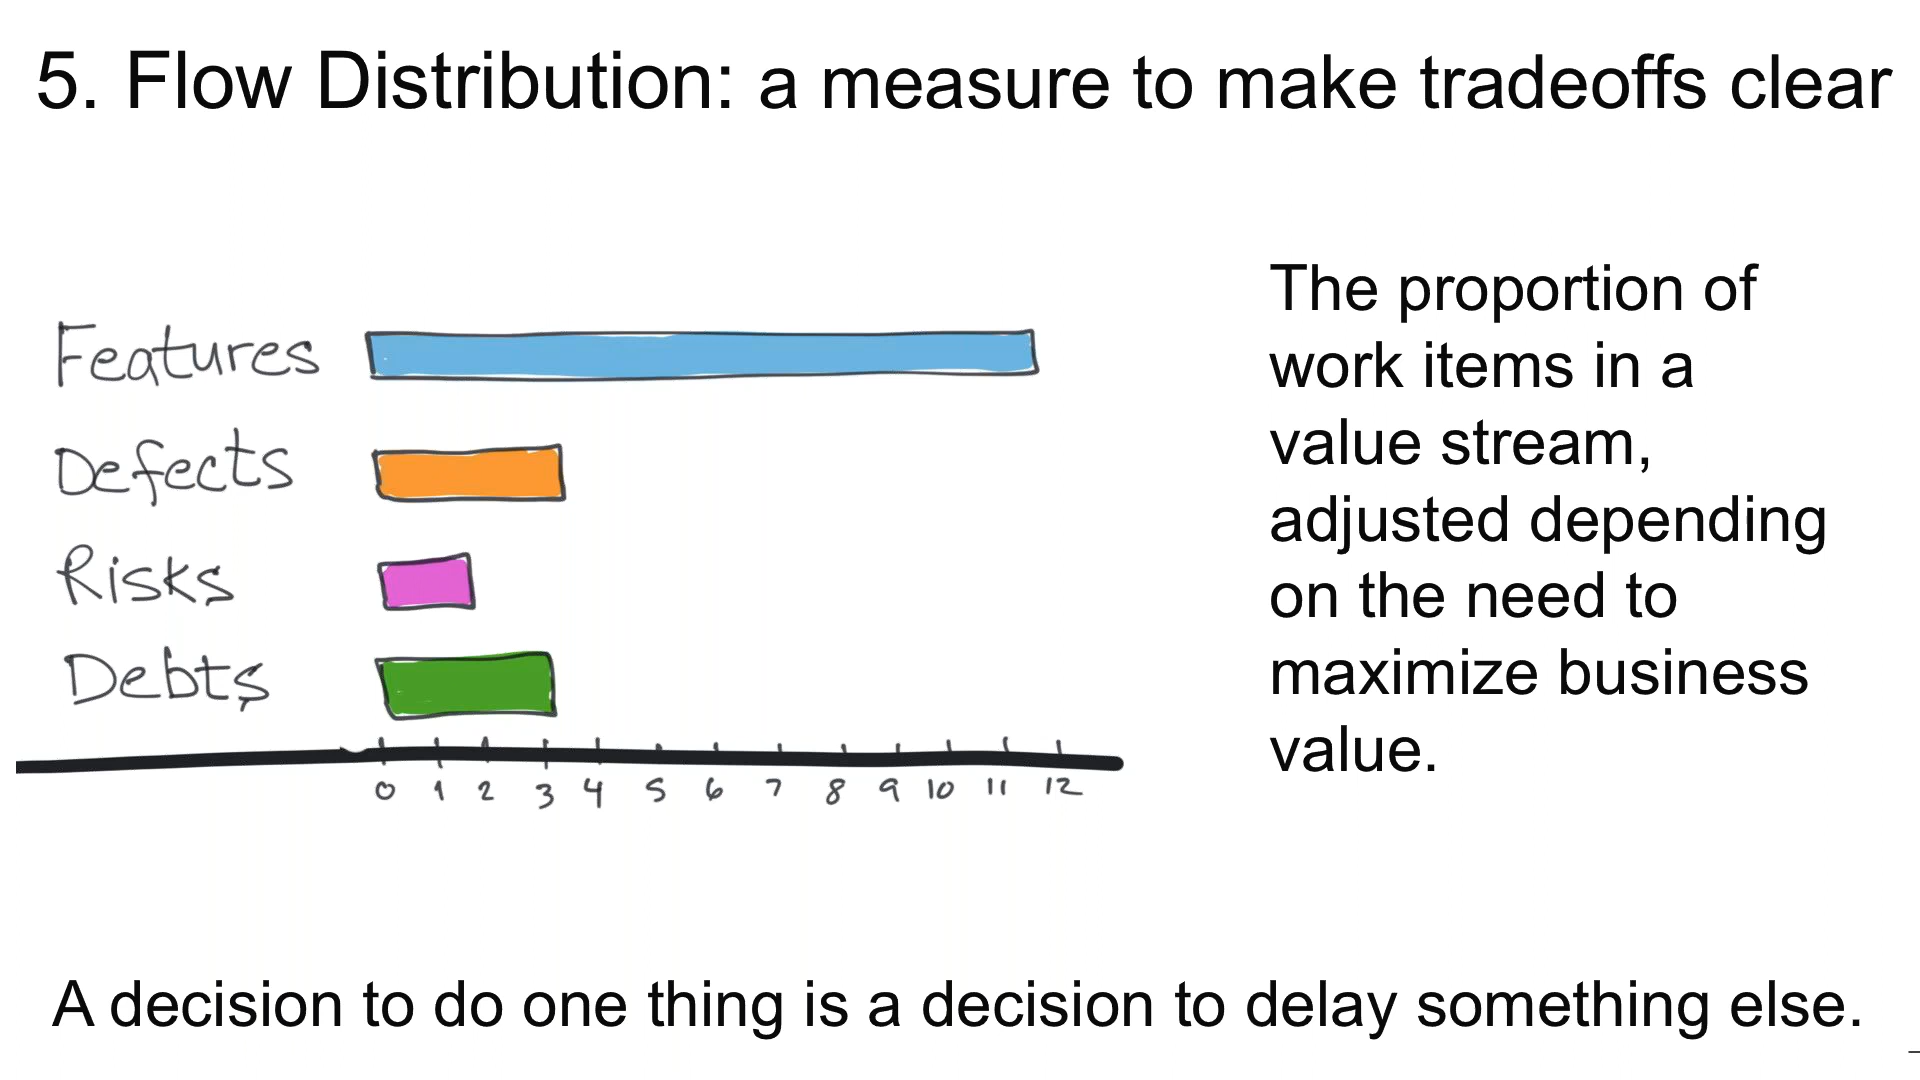 5. Flow Distribution: a measure to make tradeoffs clear
Features
Defects
Risks
Debts
0 1 2 3 4 5 6 7 8 9 10 11 12
The proportion of
work items in a
value stream,
adjusted depending
on the need to
maximize business
value.
A decision to do one thing is a decision to delay something else.